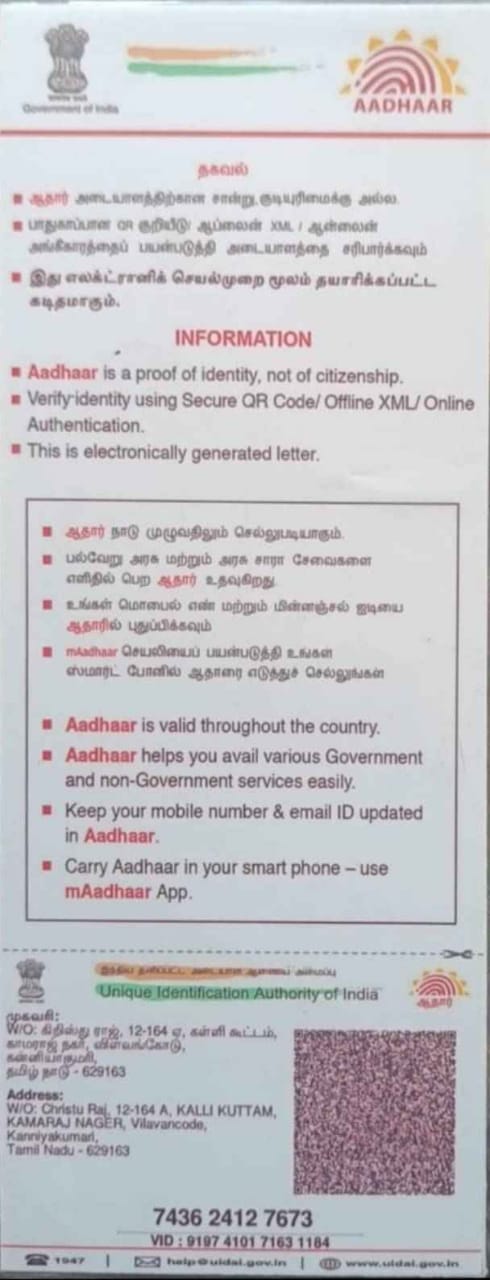 Government of India
AADHAAR
தகவல்
ஆதார் அடையாளத்திற்கான சான்று, குடியுரிமைக்கு அல்ல.
பாதுகாப்பான QR குறியீடு/ ஆப்லைன் XML / ஆன்லைன்
அங்கீகாரத்தைப் பயன்படுத்தி அடையாளத்தை சரிபார்க்கவும்
இது எலக்ட்ரானிக் செயல்முறை மூலம் தயாரிக்கப்பட்ட
கடிதமாகும்.
INFORMATION
Aadhaar is a proof of identity, not of citizenship.
Verify identity using Secure QR Code/ Offline XML/ Online
Authentication.
This is electronically generated letter.
ஆதார் நாடு முழுவதிலும் செல்லுபடியாகும்.
பல்வேறு அரசு மற்றும் அரசு சாரா சேவைகளை
எளிதில் பெற ஆதார் உதவுகிறது.
உங்கள் மொபைல் எண் மற்றும் மின்னஞ்சல் ஐடியை
ஆதாரில் புதுப்பிக்கவும்
mAadhaar செயலியைப் பயன்படுத்தி உங்கள்
ஸ்மார்ட் போனில் ஆதாரை எடுத்துச் செல்லுங்கள்
Aadhaar is valid throughout the country.
Aadhaar helps you avail various Government
and non-Government services easily.
Keep your mobile number & email ID updated
in Aadhaar.
Carry Aadhaar in your smart phone – use
mAadhaar App.
இந்திய தனிப்பட்ட அடையாள ஆணைய அமைப்பு
Unique Identification Authority of India
ஆதார்
முகவரி:
W/O: கிறிஸ்து ராஜ், 12-164 ஏ, கள்ளி கூட்டம்,
காமராஜ் நகர், விளவங்கோடு,
கன்னியாகுமரி,
தமிழ் நாடு - 629163
Address:
W/O: Christu Raj, 12-164 A, KALLI KUTTAM,
KAMARAJ NAGER, Vilavancode,
Kanniyakumari,
Tamil Nadu - 629163
7436 2412 7673
VID : 9197 4101 7163 1184
1947 | help@uidai.gov.in | www.uidai.gov.in